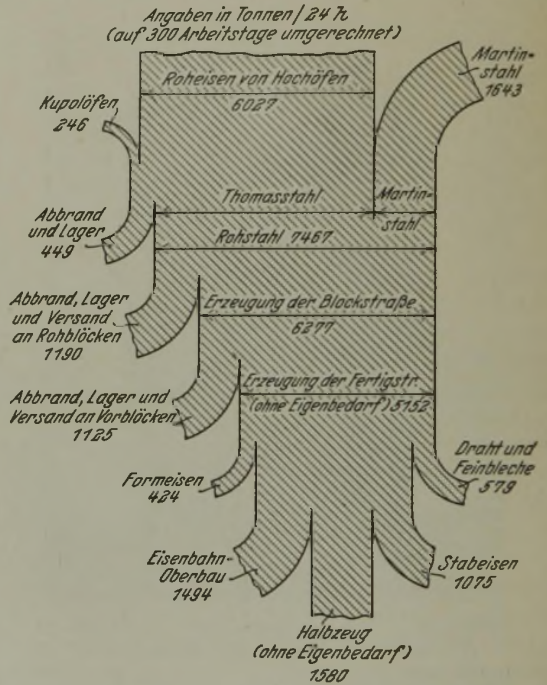 Angaben in Tonnen / 24 h
(auf 300 Arbeitstage umgerechnet)
Roheisen von Hochöfen
6027
Martin-
stahl
1643
Kupolöfen
246
Thomasstahl
Martin-
stahl
Abbrand
und Lager
449
Rohstahl 7467
Abbrand, Lager
und Versand
an Rohblöcken
1190
Erzeugung der Blockstraße
6277
Abbrand, Lager und
Versand an Vorblöcken
1125
Erzeugung der Fertigstr.
(ohne Eigenbedarf) 5152
Formeisen
424
Draht und
Feinbleche
579
Eisenbahn-
Oberbau
1494
Stabeisen
1075
Halbzeug
(ohne Eigenbedarf)
1580